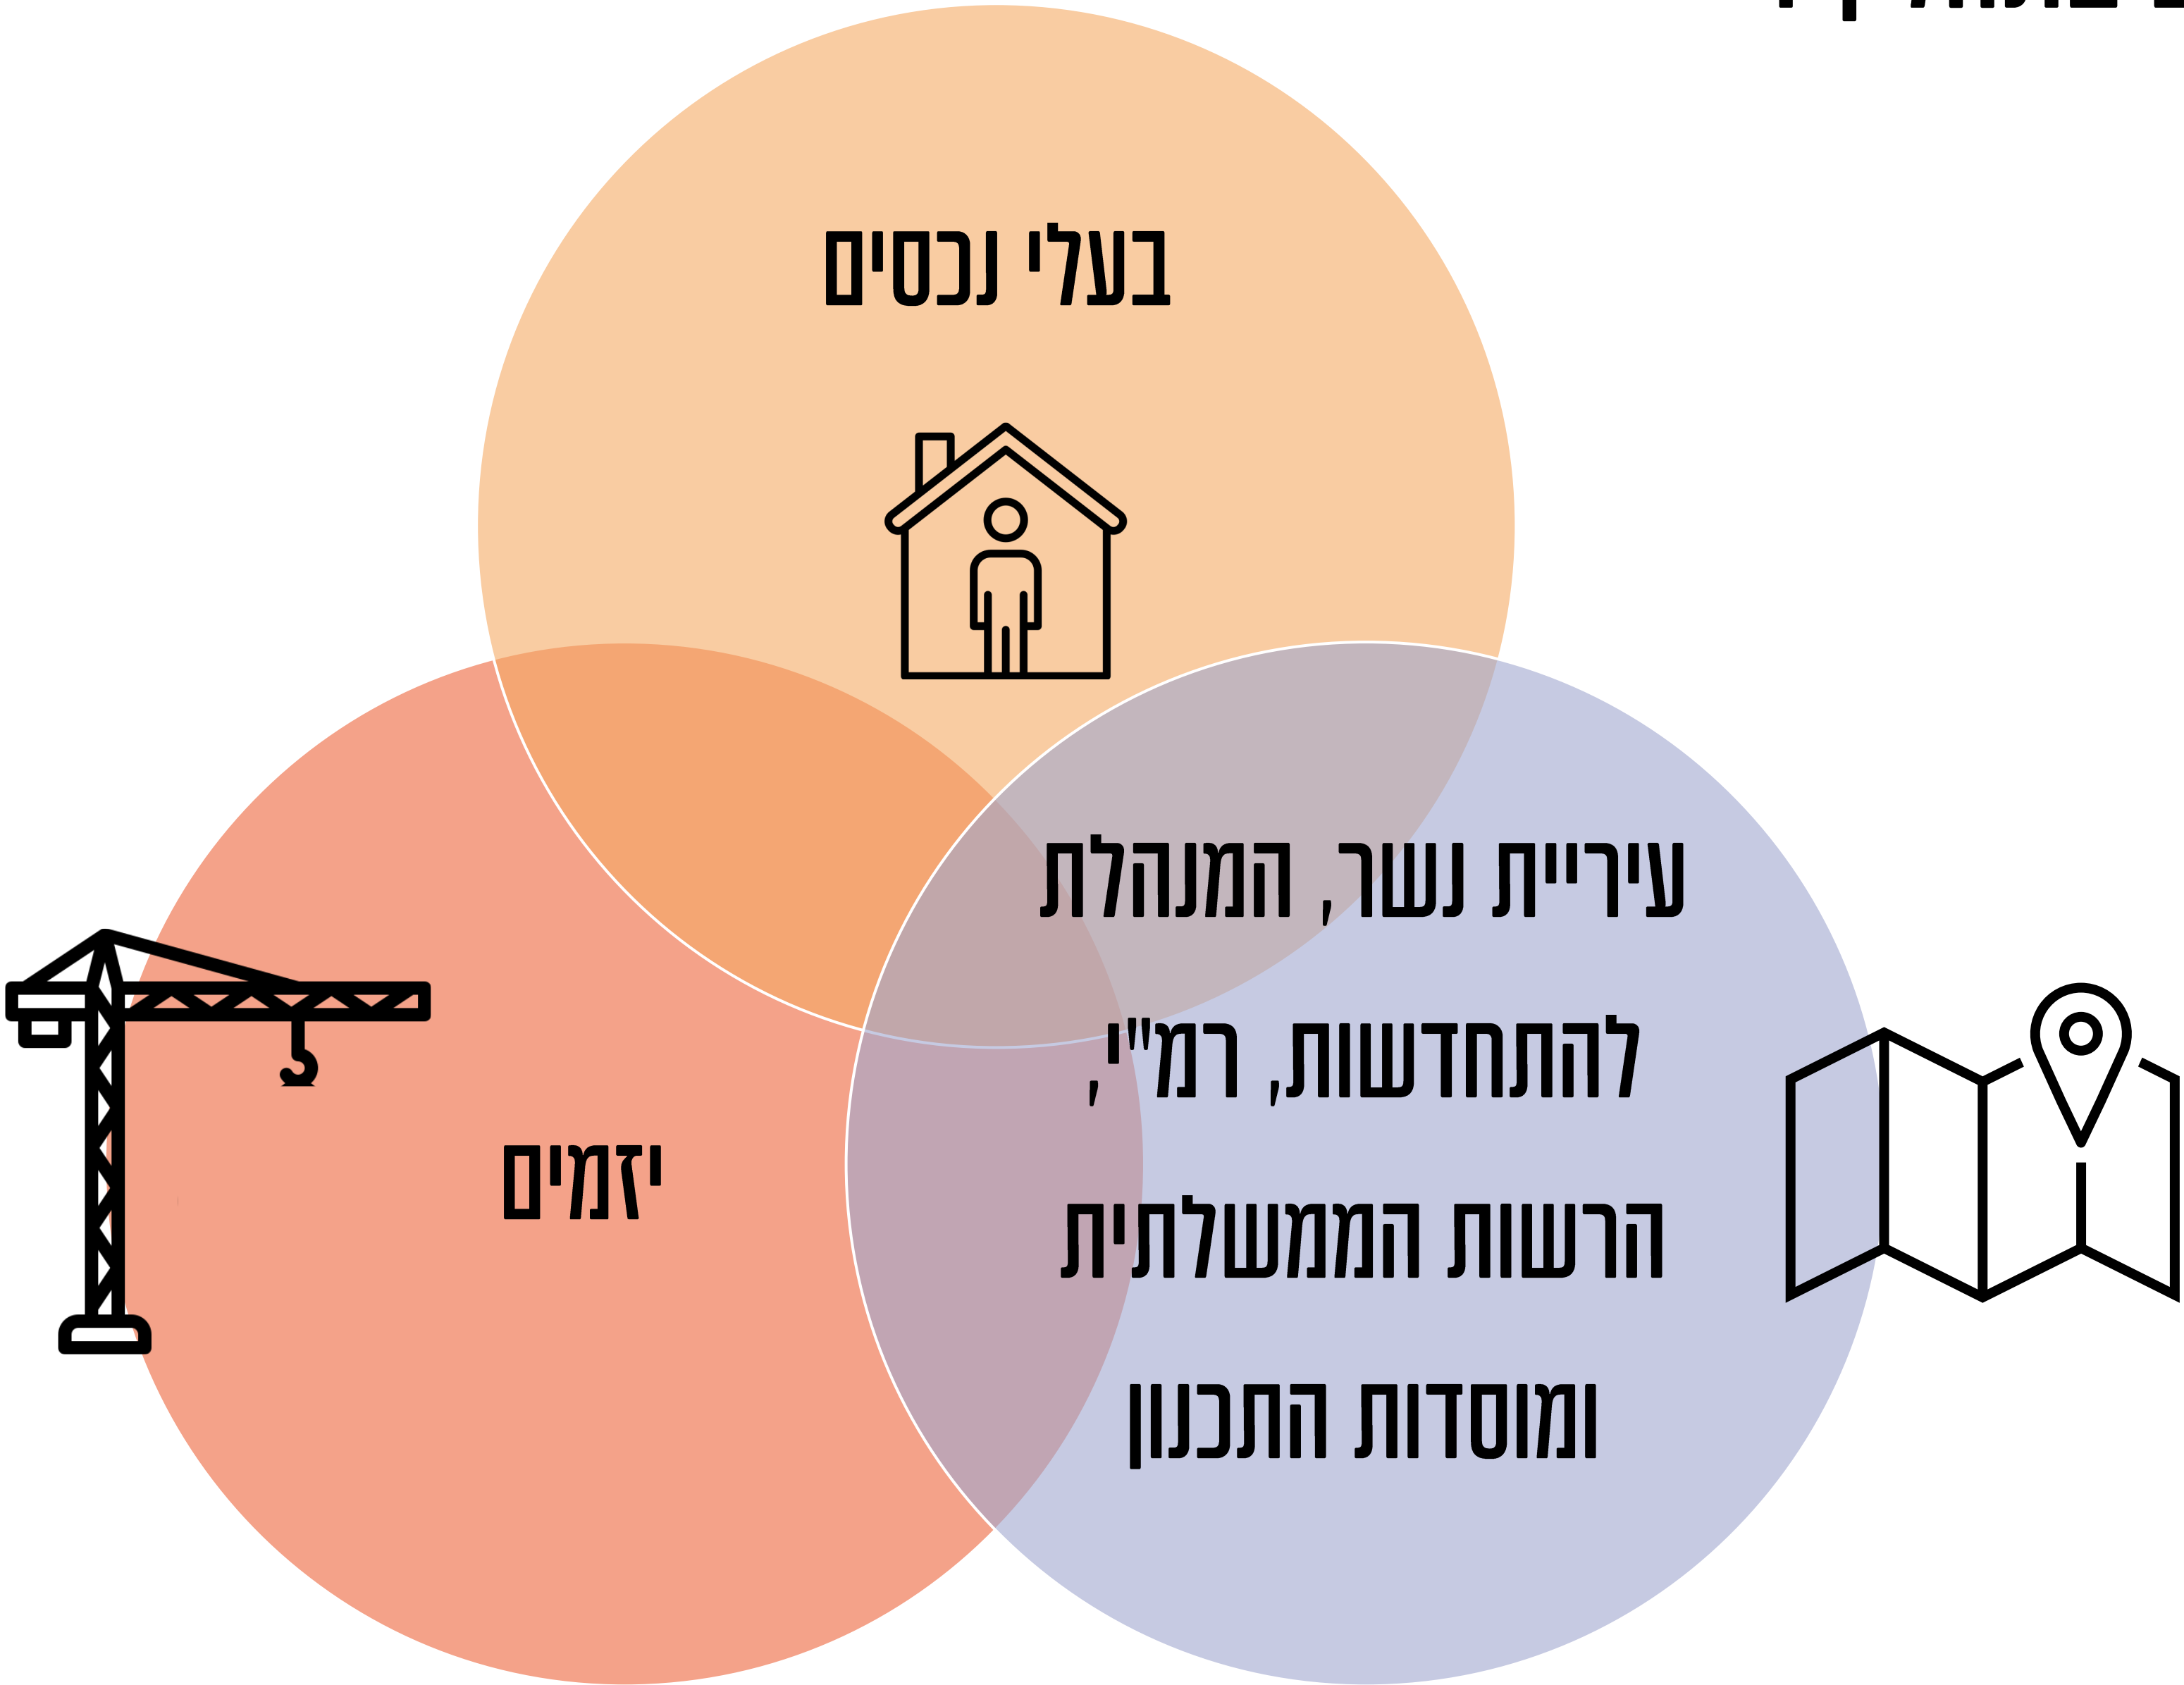 בעלי נכסים
עיריית נשר, המנהלת
להתחדשות, רמ"י,
הרשות הממשלתית
ומוסדות התכנון
יזמים